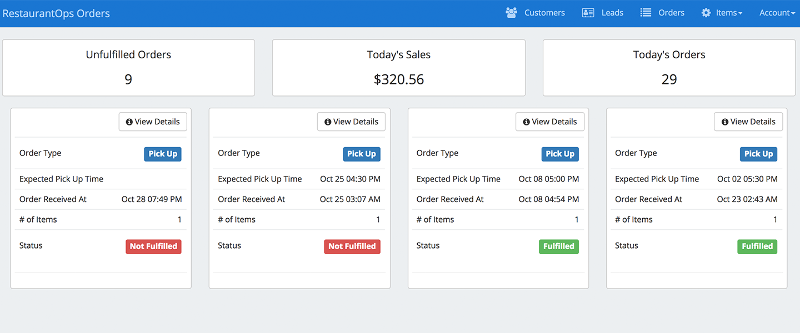 RestaurantOps Orders Customers Leads Orders Items Account
Unfulfilled Orders Today's Sales Today's Orders
9 $320.56 29
View Details View Details View Details View Details
Order Type Pick Up Order Type Pick Up Order Type Pick Up Order Type Pick Up
Expected Pick Up Time Expected Pick Up Time Oct 25 04:30 PM Expected Pick Up Time Oct 08 05:00 PM Expected Pick Up Time Oct 02 05:30 PM
Order Received At Oct 28 07:49 PM Order Received At Oct 25 03:07 AM Order Received At Oct 08 04:54 PM Order Received At Oct 23 02:43 AM
# of Items 1 # of Items 1 # of Items 1 # of Items 1
Status Not Fulfilled Status Not Fulfilled Status Fulfilled Status Fulfilled